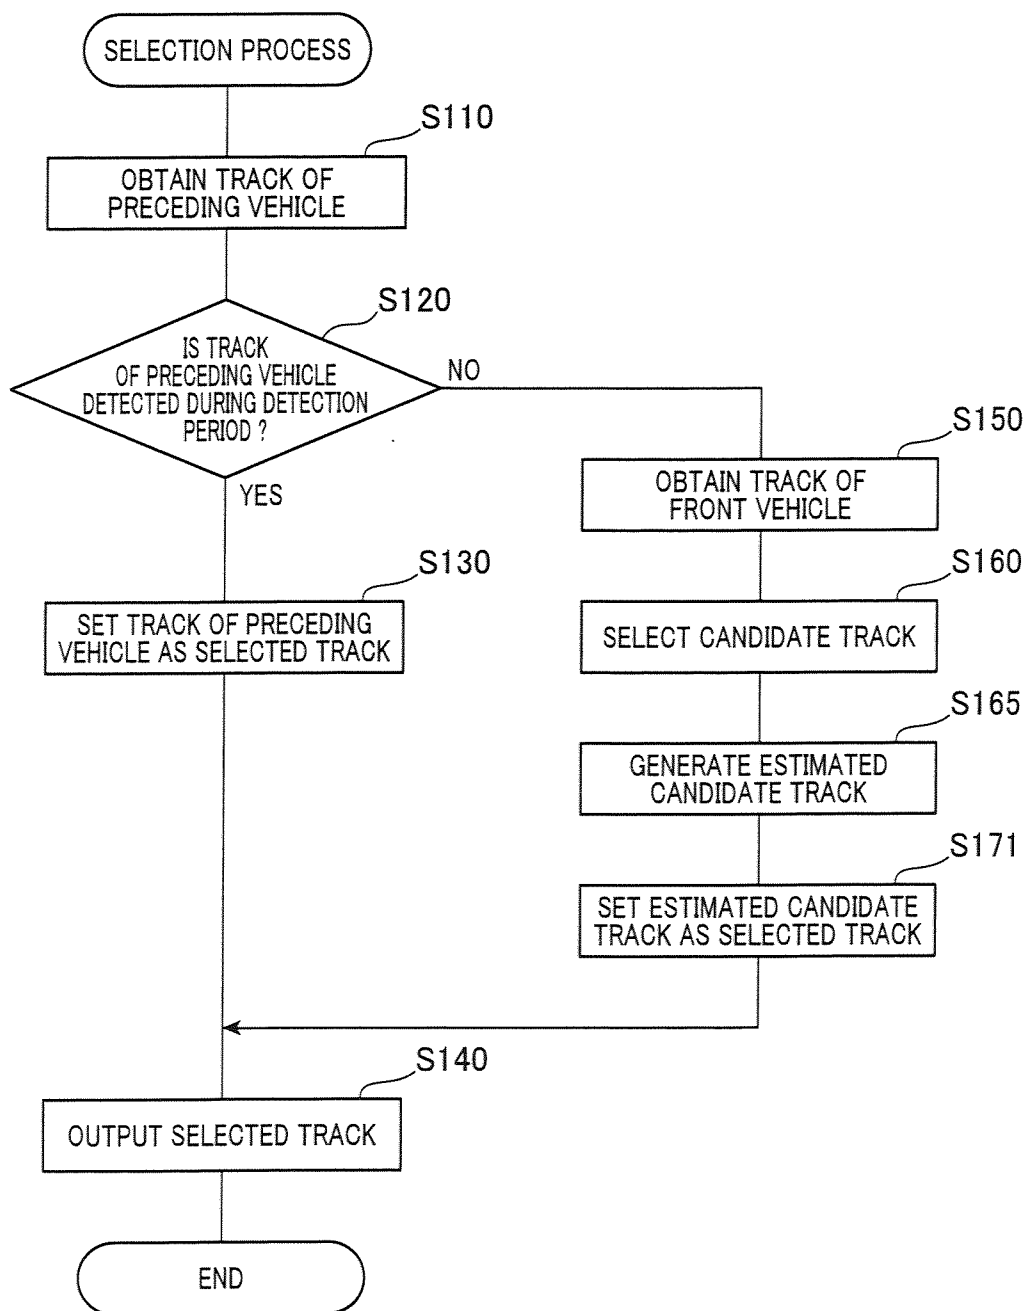 SELECTION PROCESS
S110
OBTAIN TRACK OF
PRECEDING VEHICLE
S120
IS TRACK
OF PRECEDING VEHICLE
DETECTED DURING DETECTION
PERIOD ?
NO
YES
S150
OBTAIN TRACK OF
FRONT VEHICLE
S130
SET TRACK OF PRECEDING
VEHICLE AS SELECTED TRACK
S160
SELECT CANDIDATE TRACK
S165
GENERATE ESTIMATED
CANDIDATE TRACK
S171
SET ESTIMATED CANDIDATE
TRACK AS SELECTED TRACK
S140
OUTPUT SELECTED TRACK
END